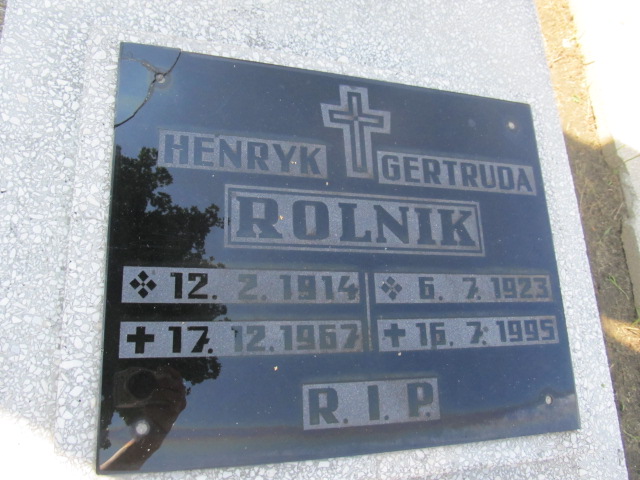 HENRYK GERTRUDA
ROLNIK
12. 2. 1914 6. 7. 1923
17. 12. 1967 16. 7. 1995
R. I. P.